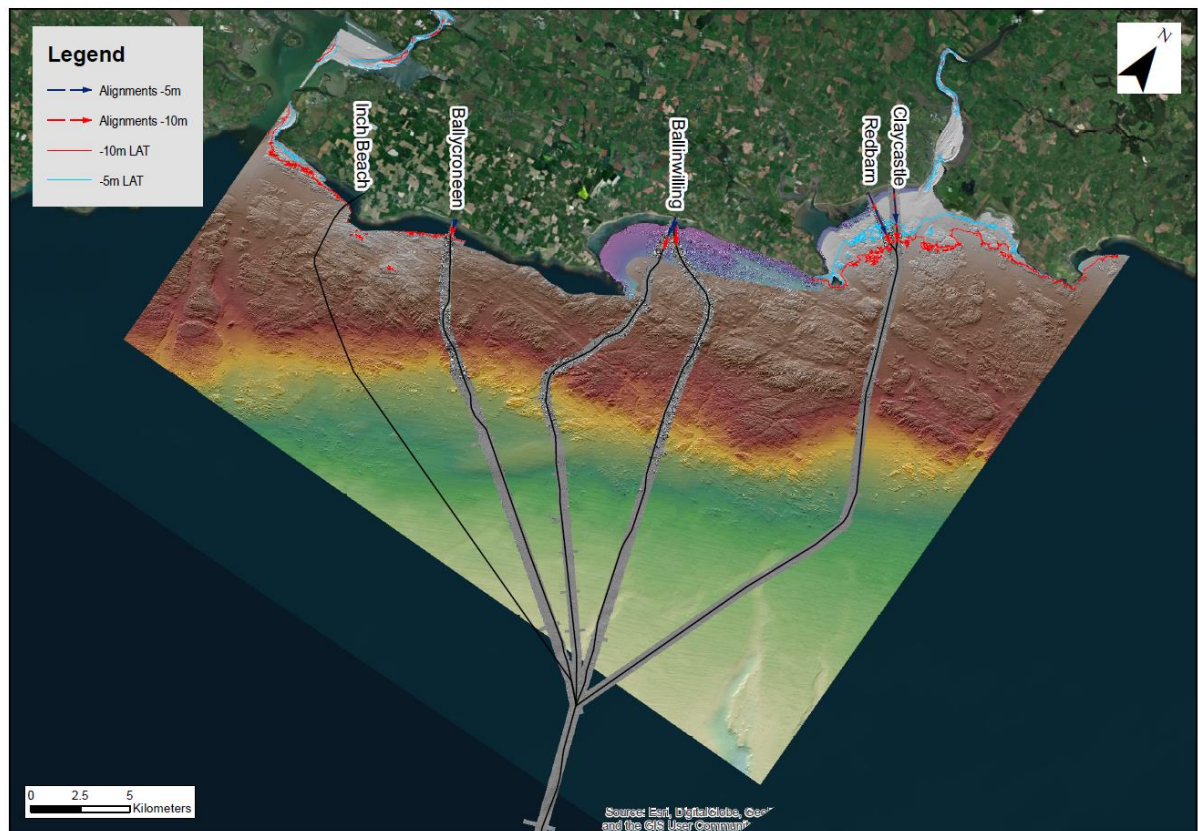 Legend
Alignments -5m
Alignments -10m
-10m LAT
-5m LAT
N
Inch Beach
Ballycroneen
Ballinwilling
Redbarn
Claycastle
0 2.5 5
Kilometers
Source: Esri, DigitalGlobe,
and the GIS User